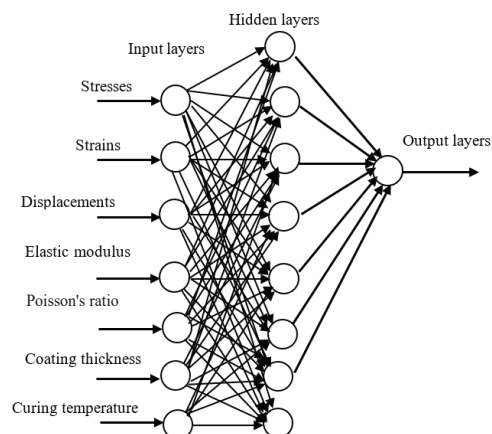 Hidden layers
Input layers
Stresses
Output layers
Strains
Displacements
Elastic modulus
Poisson's ratio
Coating thickness
Curing temperature